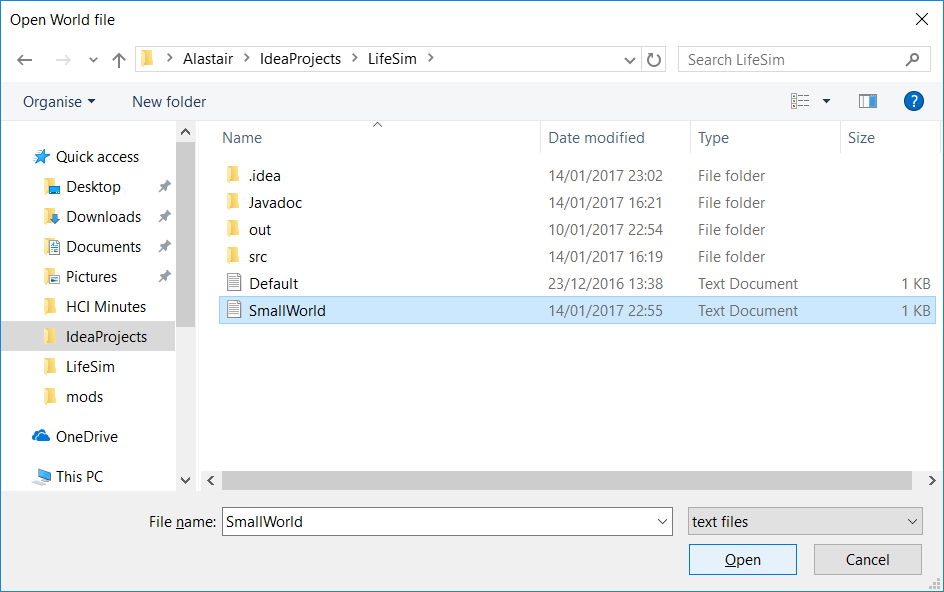 Open World file
Alastair IdeaProjects LifeSim
Search LifeSim
Organise New folder
?
Name Date modified Type Size
Quick access
Desktop
Downloads
Documents
Pictures
HCI Minutes
IdeaProjects
LifeSim
mods
OneDrive
This PC
.idea 14/01/2017 23:02 File folder
Javadoc 14/01/2017 16:21 File folder
out 10/01/2017 22:54 File folder
src 14/01/2017 16:19 File folder
Default 23/12/2016 13:38 Text Document 1 KB
SmallWorld 14/01/2017 22:55 Text Document 1 KB
File name: SmallWorld text files
Open Cancel